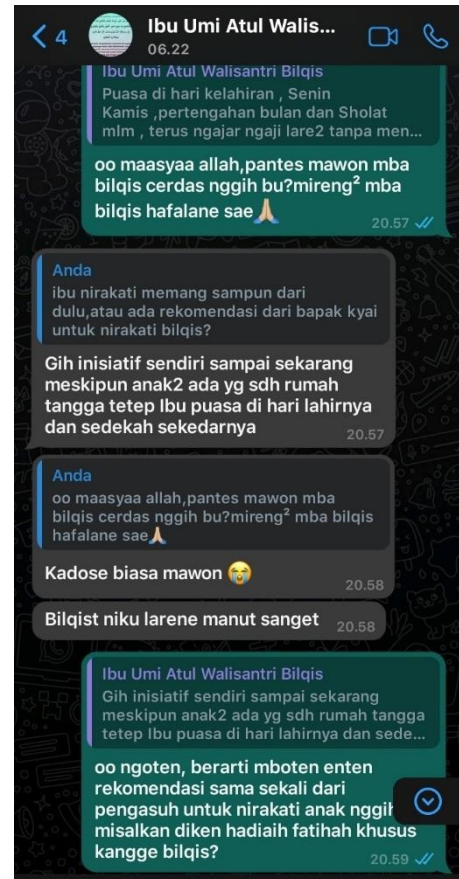 4
Ibu Umi Atul Walis...
06.22
Ibu Umi Atul Walisantri Bilqis
Puasa di hari kelahiran , Senin
Kamis ,pertengahan bulan dan Sholat
mlm , terus ngajar ngaji lare2 tanpa men...
oo maasyaa allah,pantes mawon mba
bilqis cerdas nggih bu?mireng² mba
bilqis hafalane sae🙏🏻
20.57
Anda
ibu nirakati memang sampun dari
dulu,atau ada rekomendasi dari bapak kyai
untuk nirakati bilqis?
Gih inisiatif sendiri sampai sekarang
meskipun anak2 ada yg sdh rumah
tangga tetep Ibu puasa di hari lahirnya
dan sedekah sekedarnya
20.57
Anda
oo maasyaa allah,pantes mawon mba
bilqis cerdas nggih bu?mireng² mba bilqis
hafalane sae🙏🏻
Kadose biasa mawon 😭
20.58
Bilqist niku larene manut sanget
20.58
Ibu Umi Atul Walisantri Bilqis
Gih inisiatif sendiri sampai sekarang
meskipun anak2 ada yg sdh rumah tangga
tetep Ibu puasa di hari lahirnya dan sede...
oo ngoten, berarti mboten enten
rekomendasi sama sekali dari
pengasuh untuk nirakati anak nggih
misalkan diken hadiaih fatihah khusus
kangge bilqis?
20.59